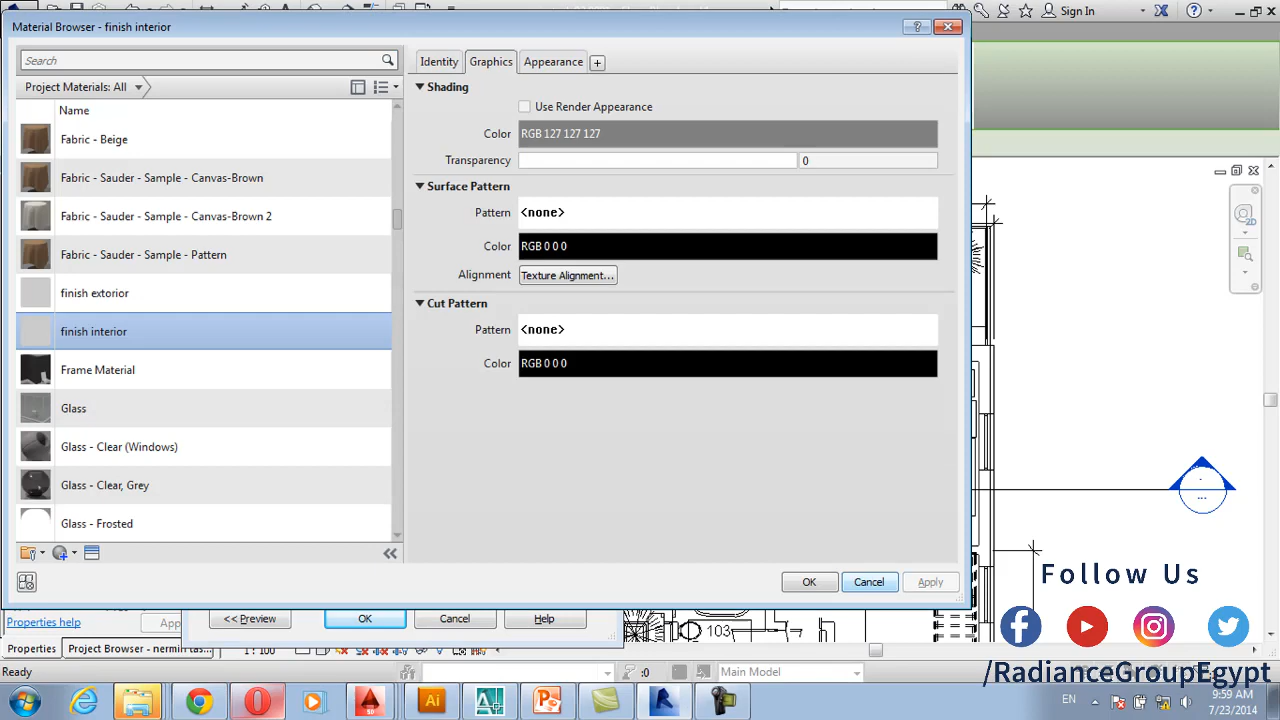 Sign In
Material Browser - finish interior
Search
Identity
Graphics
Appearance
Project Materials: All
Shading
Name
Use Render Appearance
Fabric - Beige
Color
RGB 127 127 127
Transparency
0
Fabric - Sauder - Sample - Canvas-Brown
Surface Pattern
Fabric - Sauder - Sample - Canvas-Brown 2
Pattern
<none>
Color
RGB 0 0 0
Fabric - Sauder - Sample - Pattern
Alignment
Texture Alignment...
finish extorior
Cut Pattern
finish interior
Pattern
<none>
Frame Material
Color
RGB 0 0 0
Glass
Glass - Clear (Windows)
Glass - Clear, Grey
Glass - Frosted
OK
Cancel
Apply
Follow Us
Properties help
App
<< Preview
OK
Cancel
Help
103
Properties
Project Browser - nermin tas...
1 : 100
Ready
:0
Main Model
/RadianceGroupEgypt
EN
9:59 AM
7/23/2014